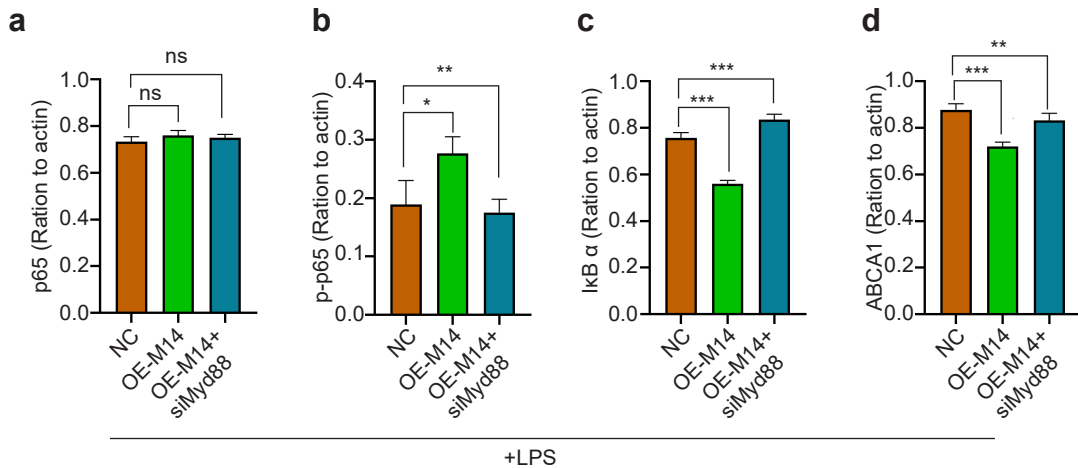 a
ns
ns
p65 (Ration to actin)
1.0
0.8
0.6
0.4
0.2
0.0
NC
OE-M14
OE-M14+
siMyd88
b
**
*
p-p65 (Ration to actin)
0.4
0.3
0.2
0.1
0.0
NC
OE-M14
OE-M14+
siMyd88
c
***
***
IκB α (Ration to actin)
1.0
0.8
0.6
0.4
0.2
0.0
NC
OE-M14
OE-M14+
siMyd88
d
**
***
ABCA1 (Ration to actin)
1.0
0.8
0.6
0.4
0.2
0.0
NC
OE-M14
OE-M14+
siMyd88
+LPS